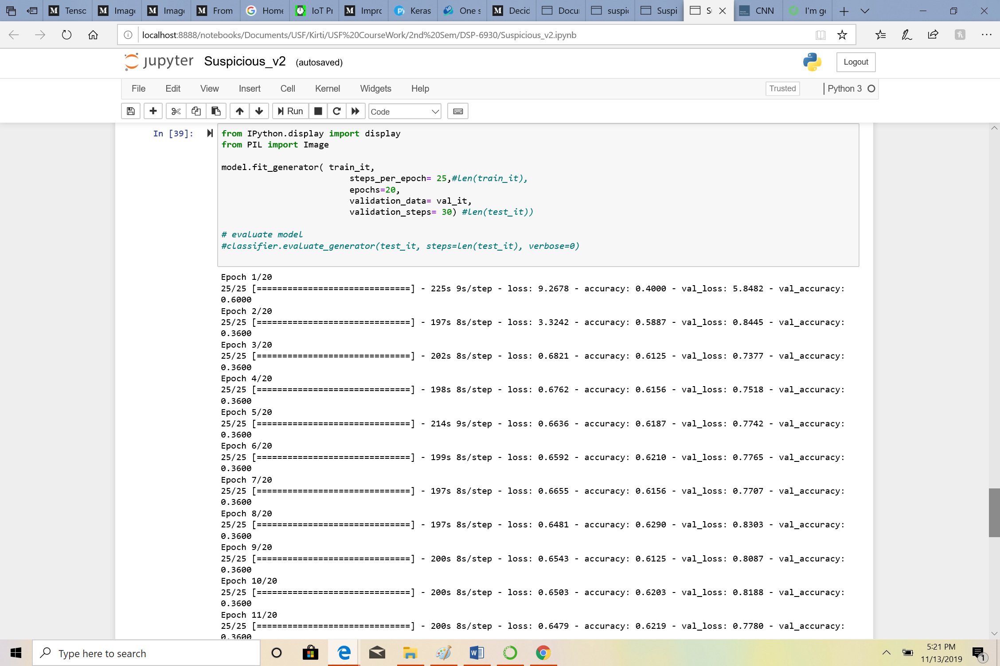 Tenso
Imag
Imag
From
Home
IoT Pr
Impro
Keras
One s
Decid
Docu
suspic
Suspi
CNN
I'm ge
localhost:8888/notebooks/Documents/USF/Kirti/USF%20CourseWork/2nd%20Sem/DSP-6930/Suspicious_v2.ipynb
jupyter Suspicious_v2 (autosaved)
Logout
File Edit View Insert Cell Kernel Widgets Help
Trusted
Python 3
Run
Code
In [39]:
from IPython.display import display
from PIL import Image
model.fit_generator( train_it,
steps_per_epoch= 25,#len(train_it),
epochs=20,
validation_data= val_it,
validation_steps= 30) #len(test_it))
# evaluate model
#classifier.evaluate_generator(test_it, steps=len(test_it), verbose=0)
Epoch 1/20
25/25 [==============================] - 225s 9s/step - loss: 9.2678 - accuracy: 0.4000 - val_loss: 5.8482 - val_accuracy:
0.6000
Epoch 2/20
25/25 [==============================] - 197s 8s/step - loss: 3.3242 - accuracy: 0.5887 - val_loss: 0.8445 - val_accuracy:
0.3600
Epoch 3/20
25/25 [==============================] - 202s 8s/step - loss: 0.6821 - accuracy: 0.6125 - val_loss: 0.7377 - val_accuracy:
0.3600
Epoch 4/20
25/25 [==============================] - 198s 8s/step - loss: 0.6762 - accuracy: 0.6156 - val_loss: 0.7518 - val_accuracy:
0.3600
Epoch 5/20
25/25 [==============================] - 214s 9s/step - loss: 0.6636 - accuracy: 0.6187 - val_loss: 0.7742 - val_accuracy:
0.3600
Epoch 6/20
25/25 [==============================] - 199s 8s/step - loss: 0.6592 - accuracy: 0.6210 - val_loss: 0.7765 - val_accuracy:
0.3600
Epoch 7/20
25/25 [==============================] - 197s 8s/step - loss: 0.6655 - accuracy: 0.6156 - val_loss: 0.7707 - val_accuracy:
0.3600
Epoch 8/20
25/25 [==============================] - 197s 8s/step - loss: 0.6481 - accuracy: 0.6290 - val_loss: 0.8303 - val_accuracy:
0.3600
Epoch 9/20
25/25 [==============================] - 200s 8s/step - loss: 0.6543 - accuracy: 0.6125 - val_loss: 0.8087 - val_accuracy:
0.3600
Epoch 10/20
25/25 [==============================] - 200s 8s/step - loss: 0.6503 - accuracy: 0.6203 - val_loss: 0.8188 - val_accuracy:
0.3600
Epoch 11/20
25/25 [==============================] - 200s 8s/step - loss: 0.6479 - accuracy: 0.6219 - val_loss: 0.7780 - val_accuracy:
0.3600
Type here to search
5:21 PM
11/13/2019
1